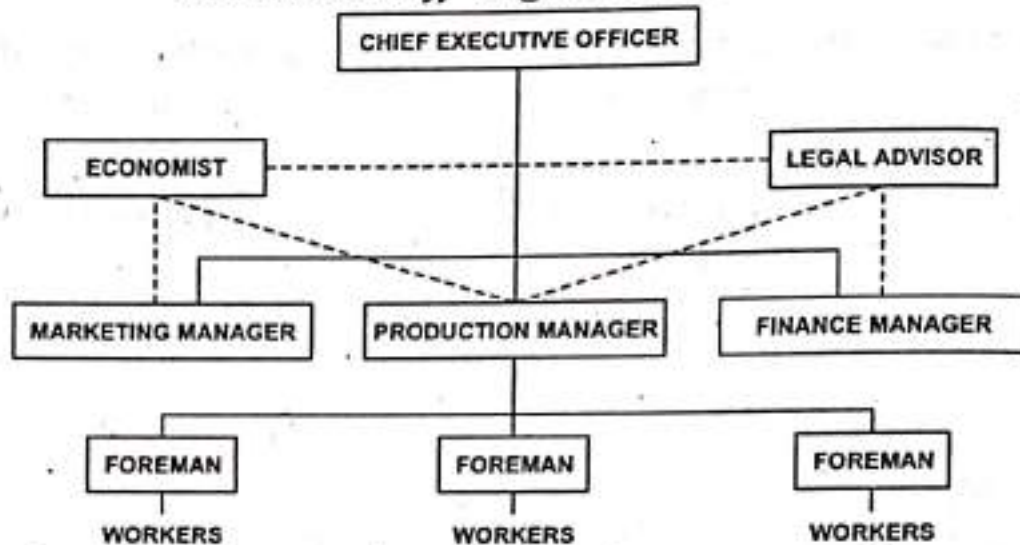 CHIEF EXECUTIVE OFFICER
ECONOMIST
LEGAL ADVISOR
MARKETING MANAGER
PRODUCTION MANAGER
FINANCE MANAGER
FOREMAN
FOREMAN
FOREMAN
WORKERS
WORKERS
WORKERS